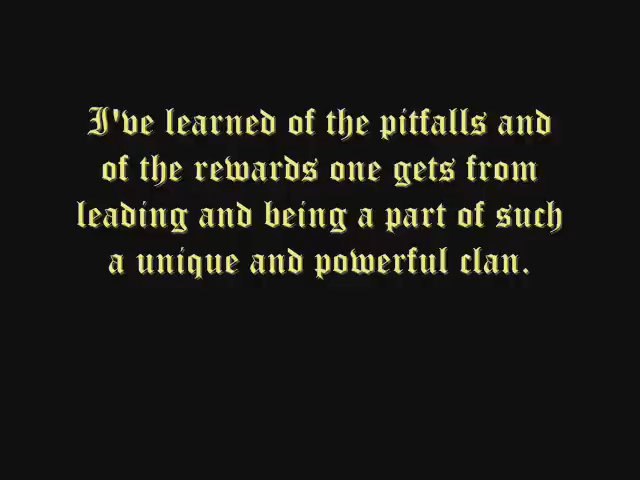 I've learned of the pitfalls and
of the rewards one gets from
leading and being a part of such
a unique and powerful clan.